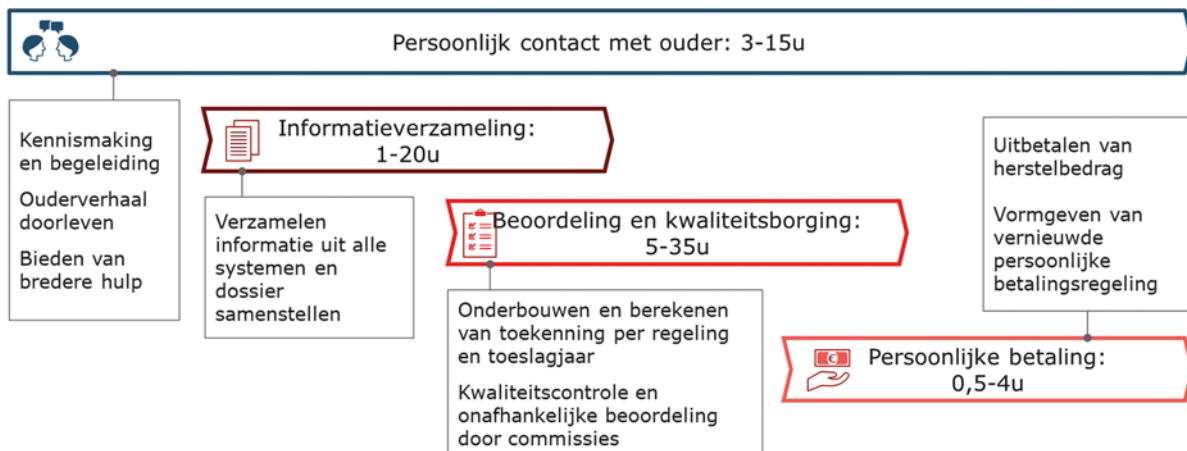 Persoonlijk contact met ouder: 3-15u
Kennismaking
en begeleiding
Ouderverhaal
doorleven
Bieden van
bredere hulp
Informatieverzameling:
1-20u
Verzamelen
informatie uit alle
systemen en
dossier
samenstellen
Beoordeling en kwaliteitsborging:
5-35u
Onderbouwen en berekenen
van toekenning per regeling
en toeslagjaar
Kwaliteitscontrole en
onafhankelijke beoordeling
door commissies
Uitbetalen van
herstelbedrag
Vormgeven van
vernieuwde
persoonlijke
betalingsregeling
Persoonlijke betaling:
0,5-4u